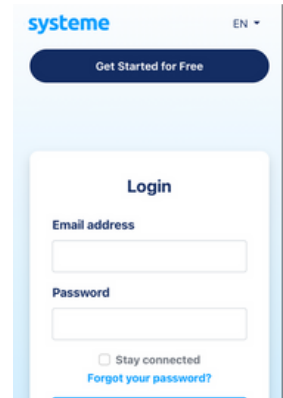 systeme
EN
Get Started for Free
Login
Email address
Password
Stay connected
Forgot your password?